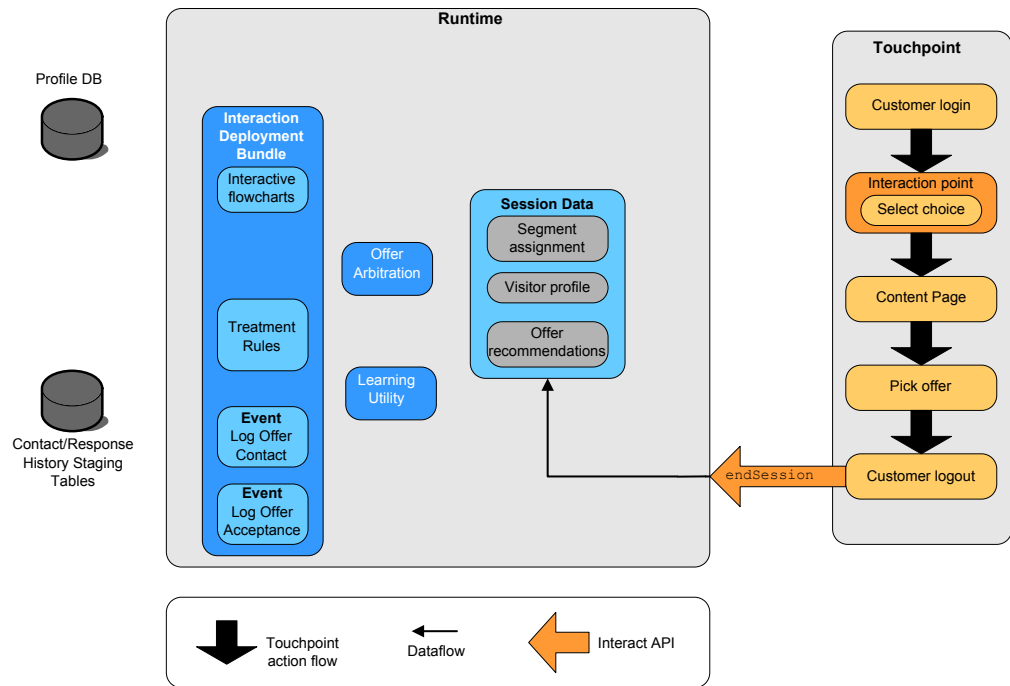 Runtime
Touchpoint
Profile DB
Interaction
Deployment
Bundle
Interactive
flowcharts
Treatment
Rules
Event
Log Offer
Contact
Event
Log Offer
Acceptance
Offer
Arbitration
Learning
Utility
Session Data
Segment
assignment
Visitor profile
Offer
recommendations
Customer login
Interaction point
Select choice
Content Page
Pick offer
Customer logout
endSession
Contact/Response
History Staging
Tables
Touchpoint
action flow
Dataflow
Interact API